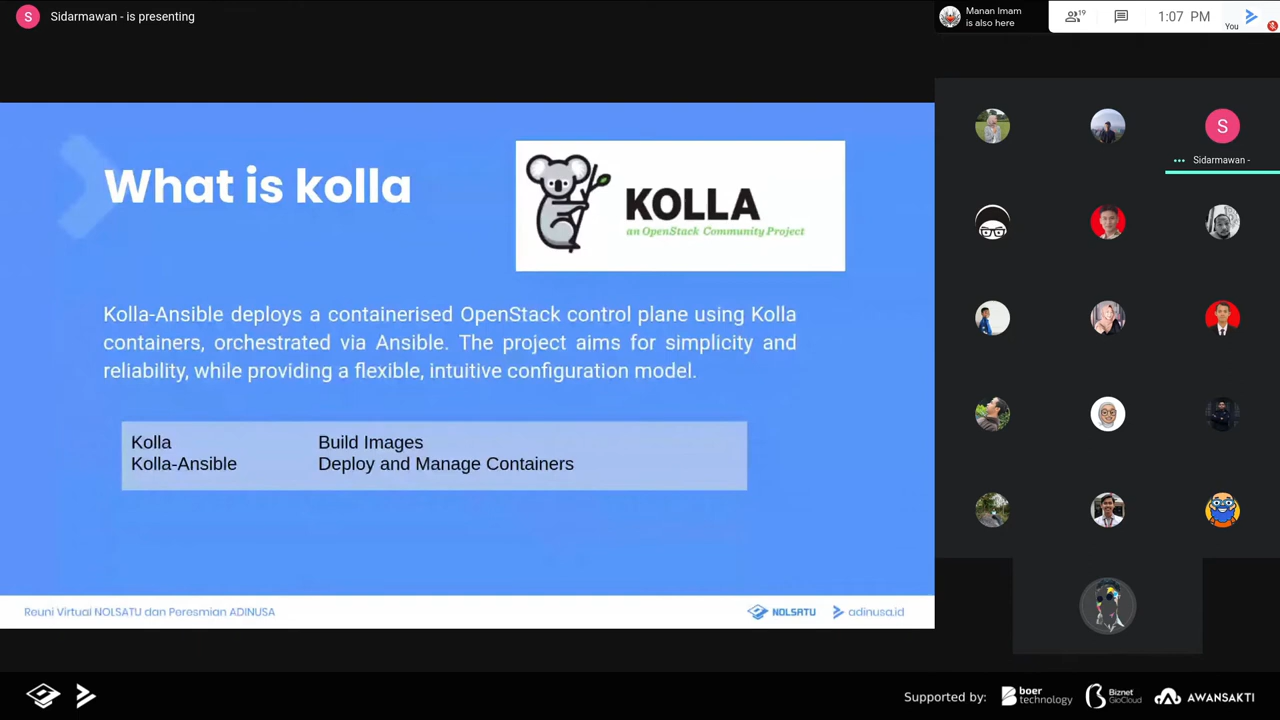 S
Sidarmawan - is presenting
Manan Imam
is also here
19
1:07 PM
You
What is kolla
KOLLA
an OpenStack Community Project
Kolla-Ansible deploys a containerised OpenStack control plane using Kolla
containers, orchestrated via Ansible. The project aims for simplicity and
reliability, while providing a flexible, intuitive configuration model.
Kolla Build Images
Kolla-Ansible Deploy and Manage Containers
Reuni Virtual NOLSATU dan Peresmian ADINUSA
NOLSATU
adinusa.id
S
Sidarmawan -
Supported by:
boer
technology
Biznet
GioCloud
AWANSAKTI